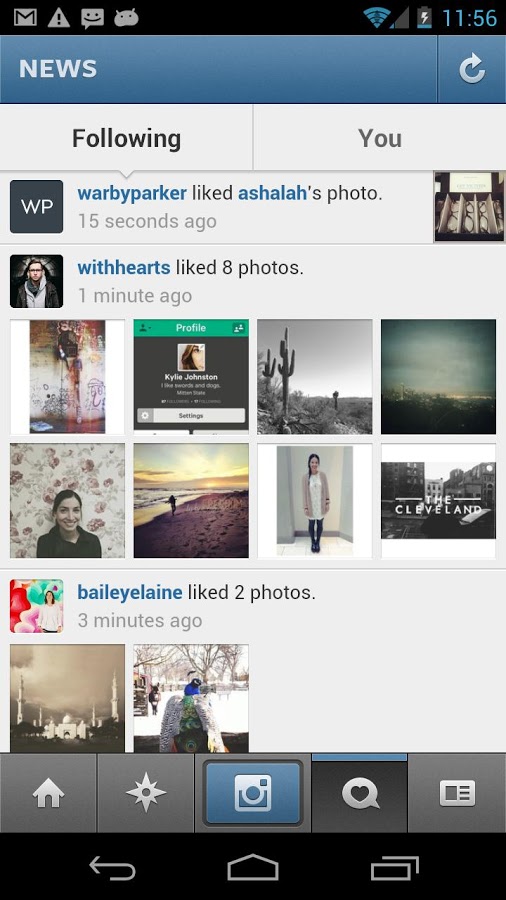 11:56
NEWS
Following
You
WP
warbyparker liked ashalah's photo.
15 seconds ago
withhearts liked 8 photos.
1 minute ago
Profile
Kylie Johnston
I like swords and dogs.
Mitten State
Settings
THE
CLEVELAND
baileyelaine liked 2 photos.
3 minutes ago